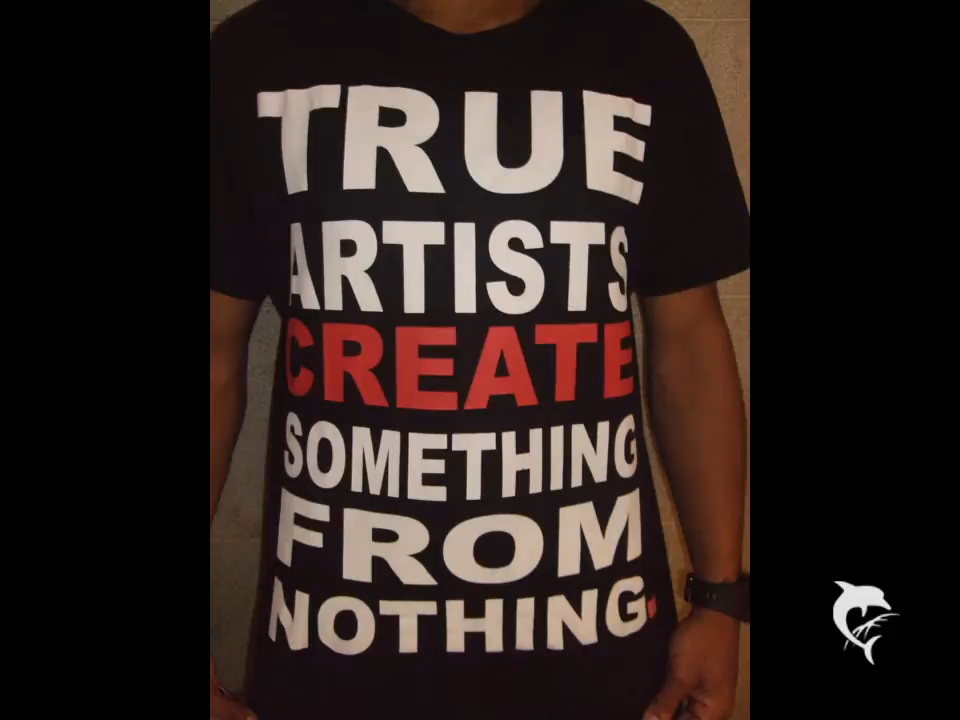 TRUE
ARTISTS
CREATE
SOMETHING
FROM
NOTHING.